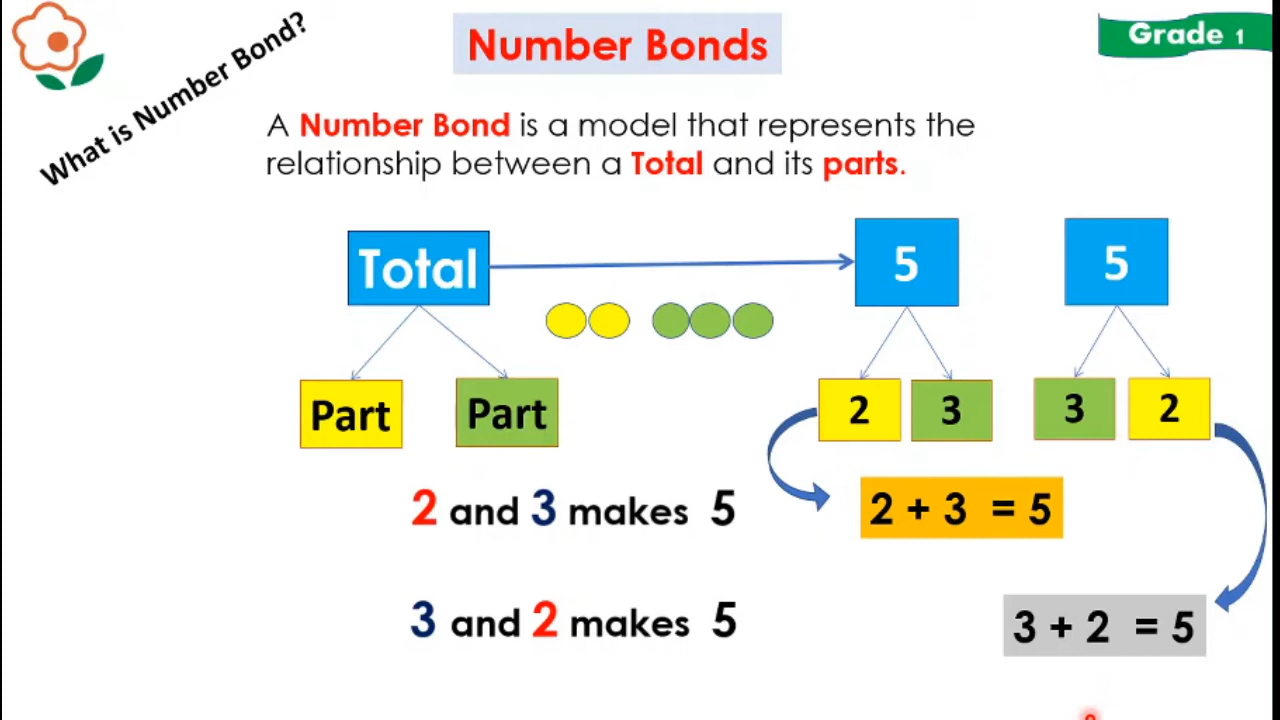 What is Number Bond?
Number Bonds
Grade 1
A Number Bond is a model that represents the
relationship between a Total and its parts.
Total
5
5
Part
Part
2
3
3
2
2 and 3 makes 5
2 + 3 = 5
3 and 2 makes 5
3 + 2 = 5